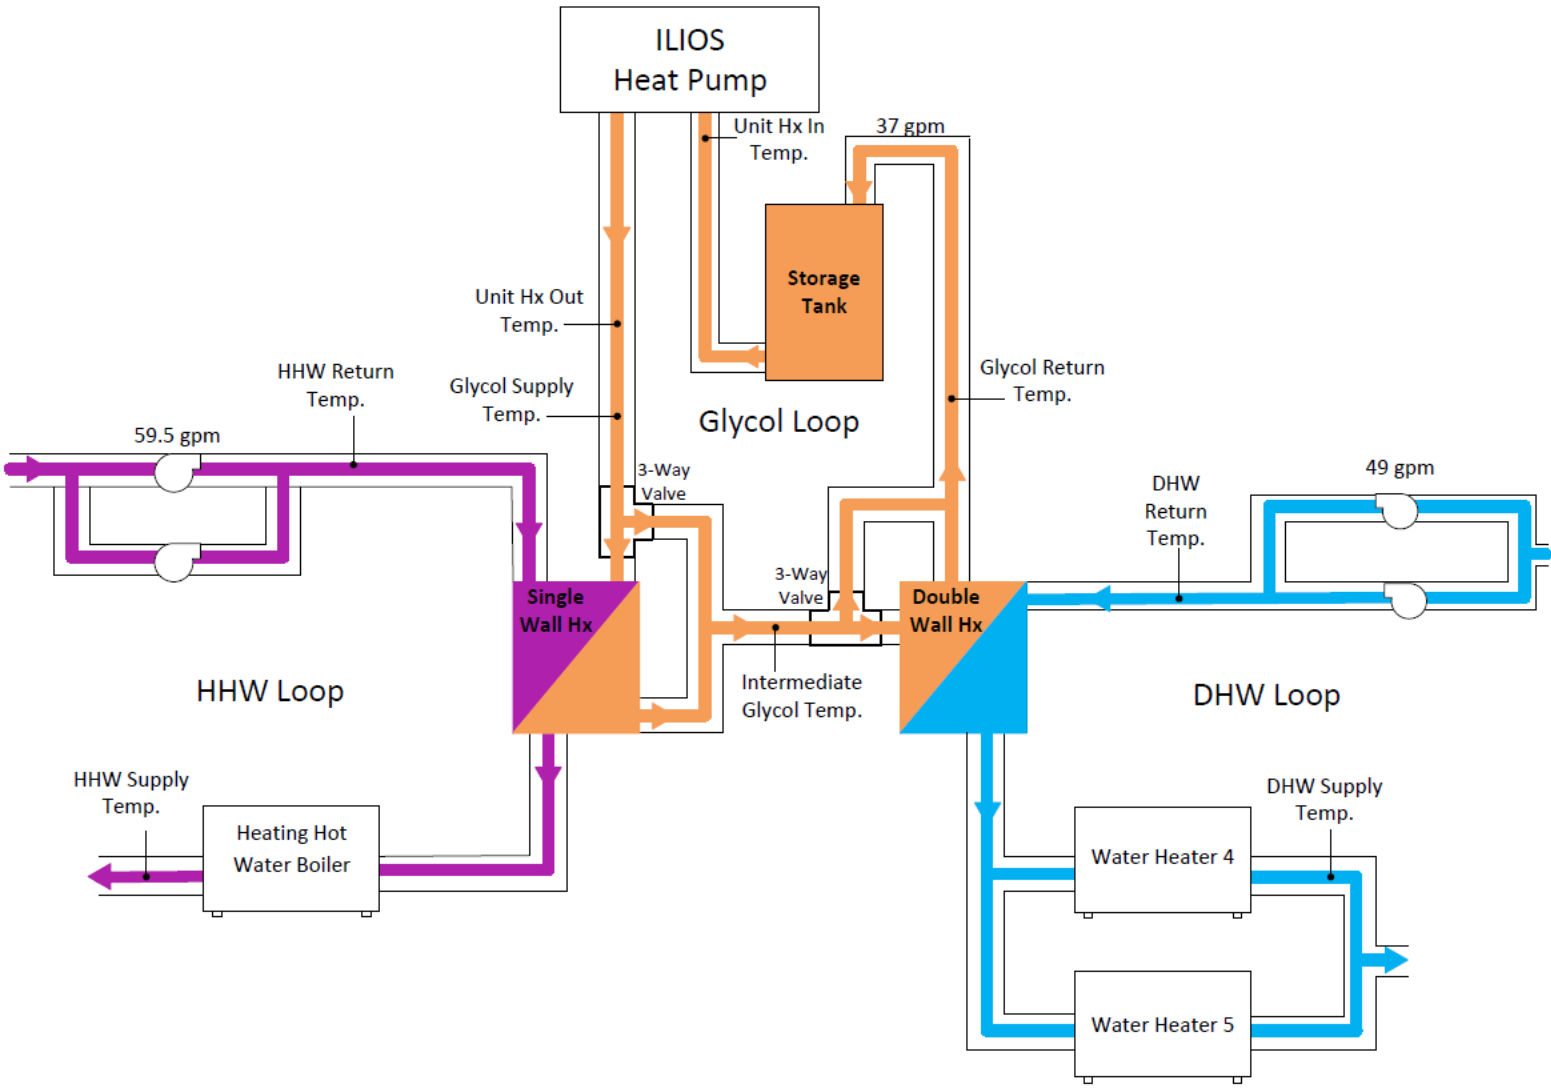 ILIOS
Heat Pump
Unit Hx In
Temp.
37 gpm
Storage
Tank
Unit Hx Out
Temp.
Glycol Supply
Temp.
HHW Return
Temp.
59.5 gpm
Glycol Loop
Glycol Return
Temp.
3-Way
Valve
49 gpm
DHW
Return
Temp.
3-Way
Valve
Single
Wall Hx
Double
Wall Hx
HHW Loop
Intermediate
Glycol Temp.
DHW Loop
HHW Supply
Temp.
Heating Hot
Water Boiler
DHW Supply
Temp.
Water Heater 4
Water Heater 5